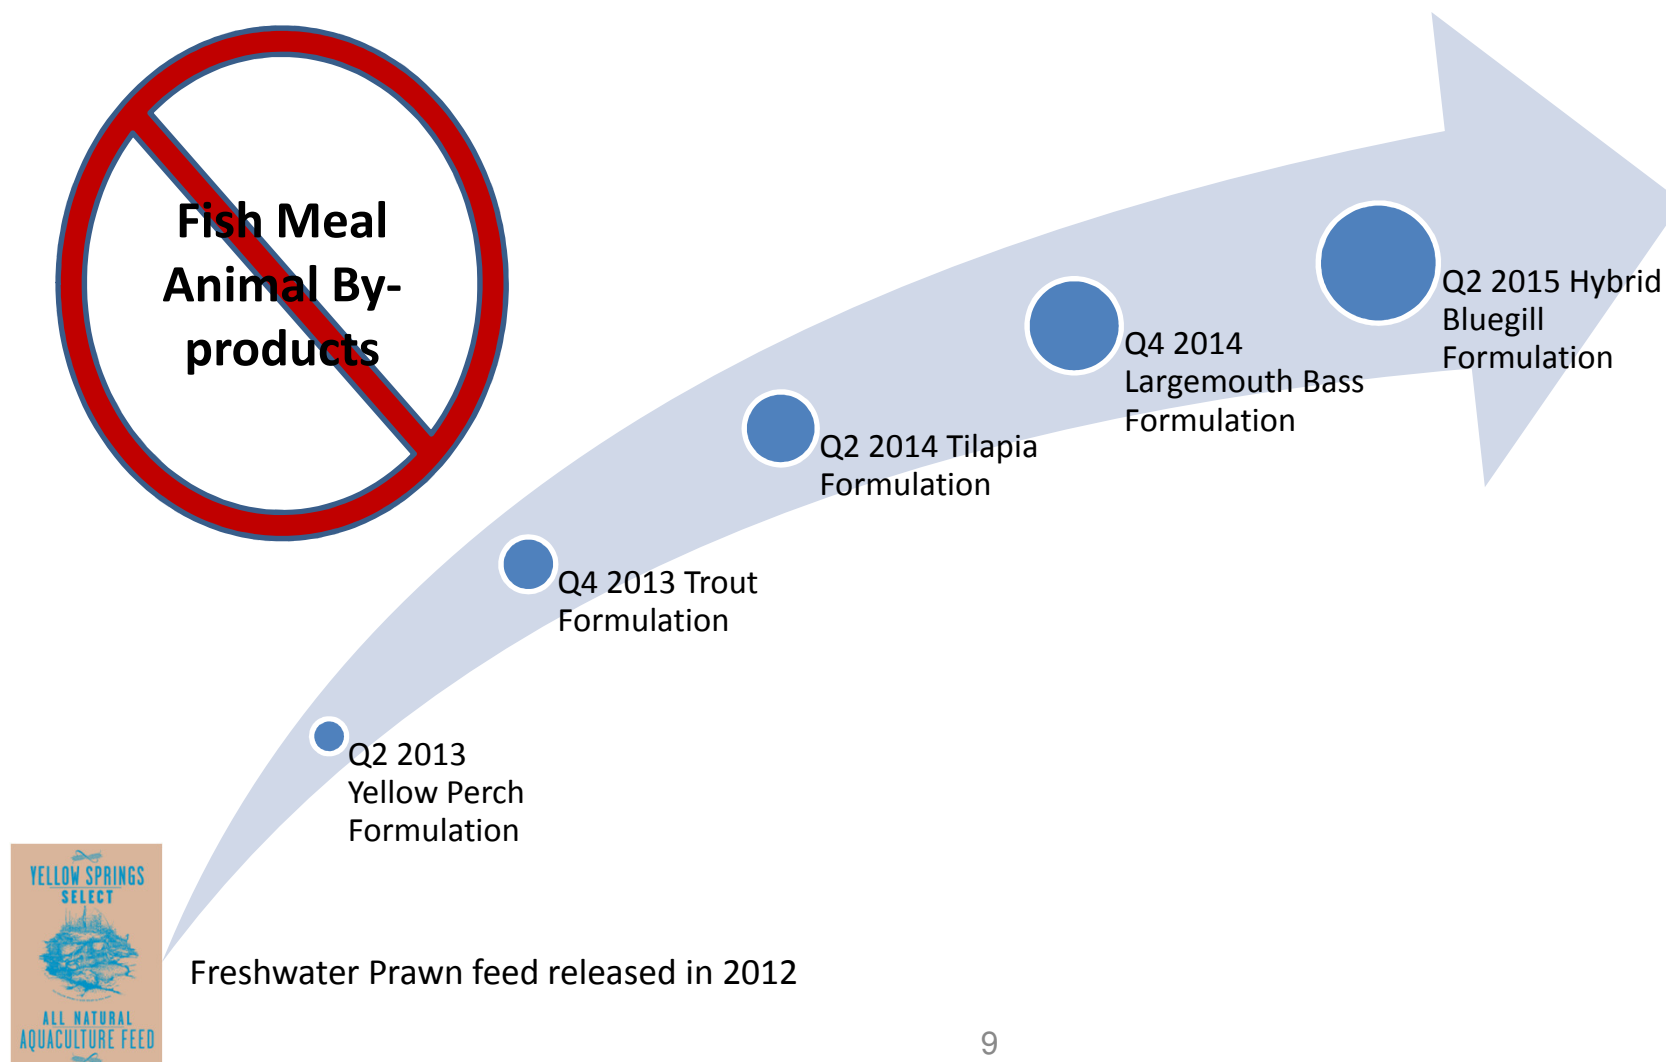 Fish Meal
Animal By-
products
Q2 2015 Hybrid
Bluegill
Formulation
Q4 2014
Largemouth Bass
Formulation
Q2 2014 Tilapia
Formulation
Q4 2013 Trout
Formulation
Q2 2013
Yellow Perch
Formulation
YELLOW SPRINGS
SELECT
ALL NATURAL
AQUACULTURE FEED
Freshwater Prawn feed released in 2012
9